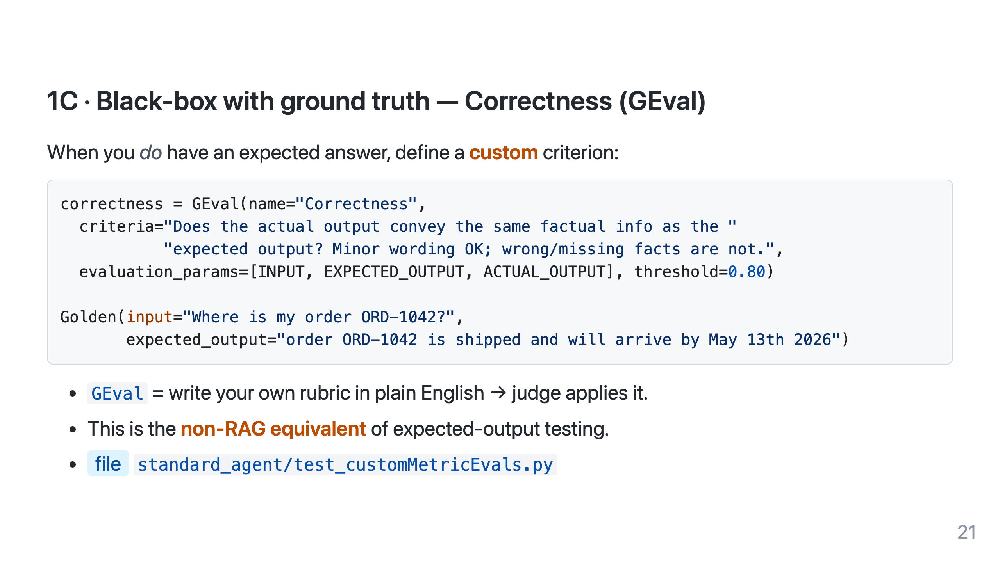 1C · Black-box with ground truth — Correctness (GEval)
When you do have an expected answer, define a custom criterion:
correctness = GEval(name="Correctness",
  criteria="Does the actual output convey the same factual info as the "
           "expected output? Minor wording OK; wrong/missing facts are not.",
  evaluation_params=[INPUT, EXPECTED_OUTPUT, ACTUAL_OUTPUT], threshold=0.80)
Golden(input="Where is my order ORD-1042?",
       expected_output="order ORD-1042 is shipped and will arrive by May 13th 2026")
• GEval = write your own rubric in plain English → judge applies it.
• This is the non-RAG equivalent of expected-output testing.
• file standard_agent/test_customMetricEvals.py
21